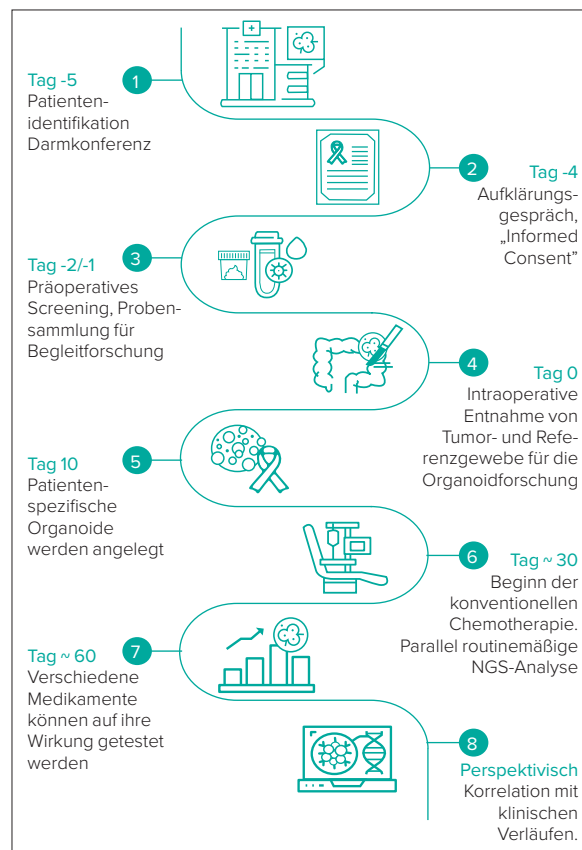 1
Tag -5
Patienten-
identifikation
Darmkonferenz
2
Tag -4
Aufklärungs-
gespräch,
„Informed
Consent”
3
Tag -2/-1
Präoperatives
Screening, Proben-
sammlung für
Begleitforschung
4
Tag 0
Intraoperative
Entnahme von
Tumor- und Refe-
renzgewebe für die
Organoidforschung
5
Tag 10
Patienten-
spezifische
Organoide
werden angelegt
6
Tag ~ 30
Beginn der
konventionellen
Chemotherapie.
Parallel routinemäßige
NGS-Analyse
7
Tag ~ 60
Verschiedene
Medikamente
können auf ihre
Wirkung getestet
werden
8
Perspektivisch
Korrelation mit
klinischen
Verläufen.